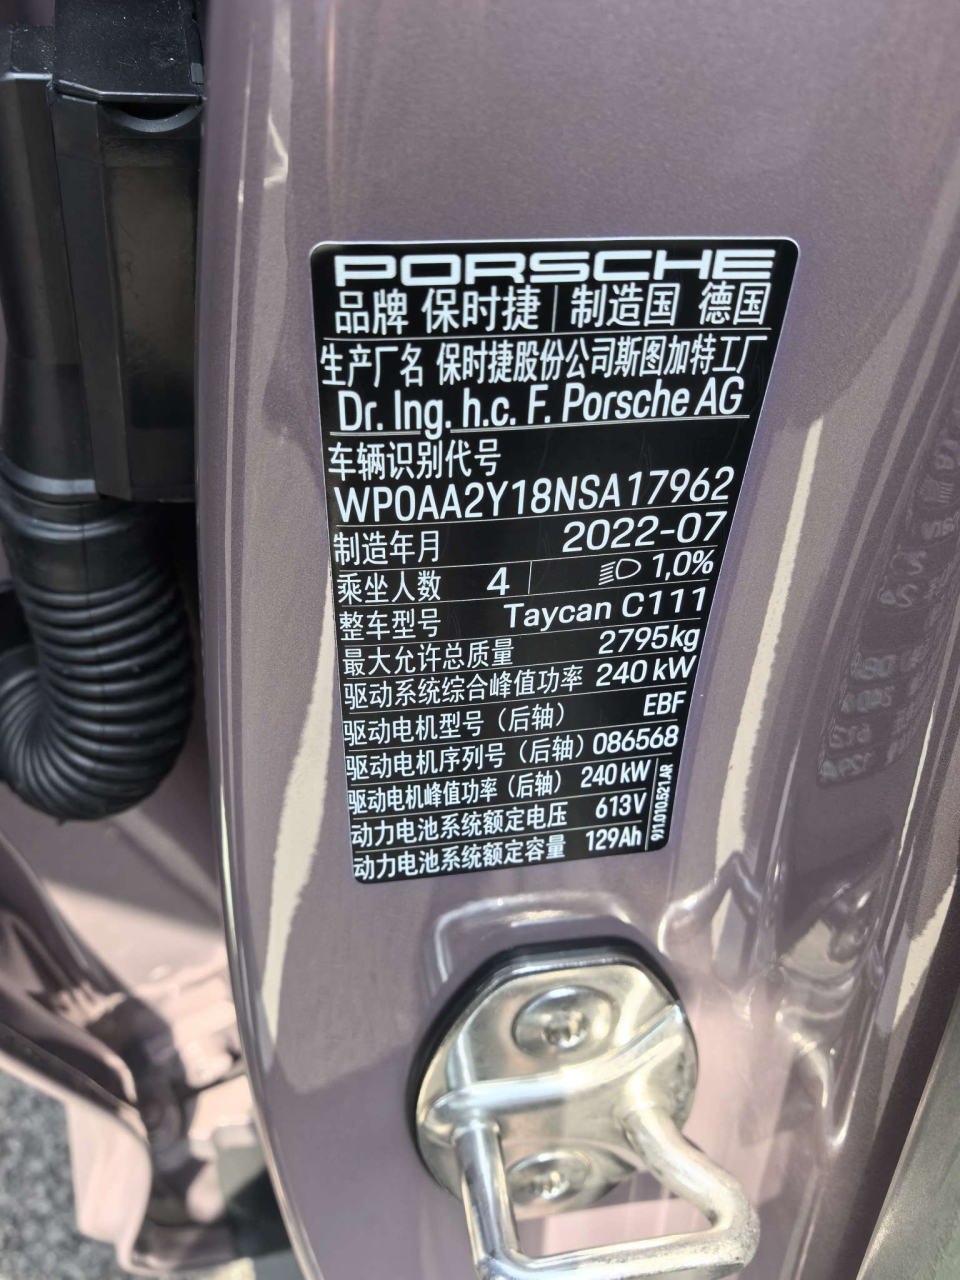 PORSCHE
品牌 保时捷 制造国 德国
生产厂名 保时捷股份公司斯图加特工厂
Dr. Ing. h.c. F. Porsche AG
车辆识别代号
WP0AA2Y18NSA17962
制造年月 2022-07
乘坐人数 4 1,0%
整车型号 Taycan C111
最大允许总质量 2795kg
驱动系统综合峰值功率 240 kW
驱动电机型号（后轴） EBF
驱动电机序列号（后轴） 086568
驱动电机峰值功率（后轴） 240 kW
动力电池系统额定电压 613V
动力电池系统额定容量 129Ah
9J1.010.521.AR